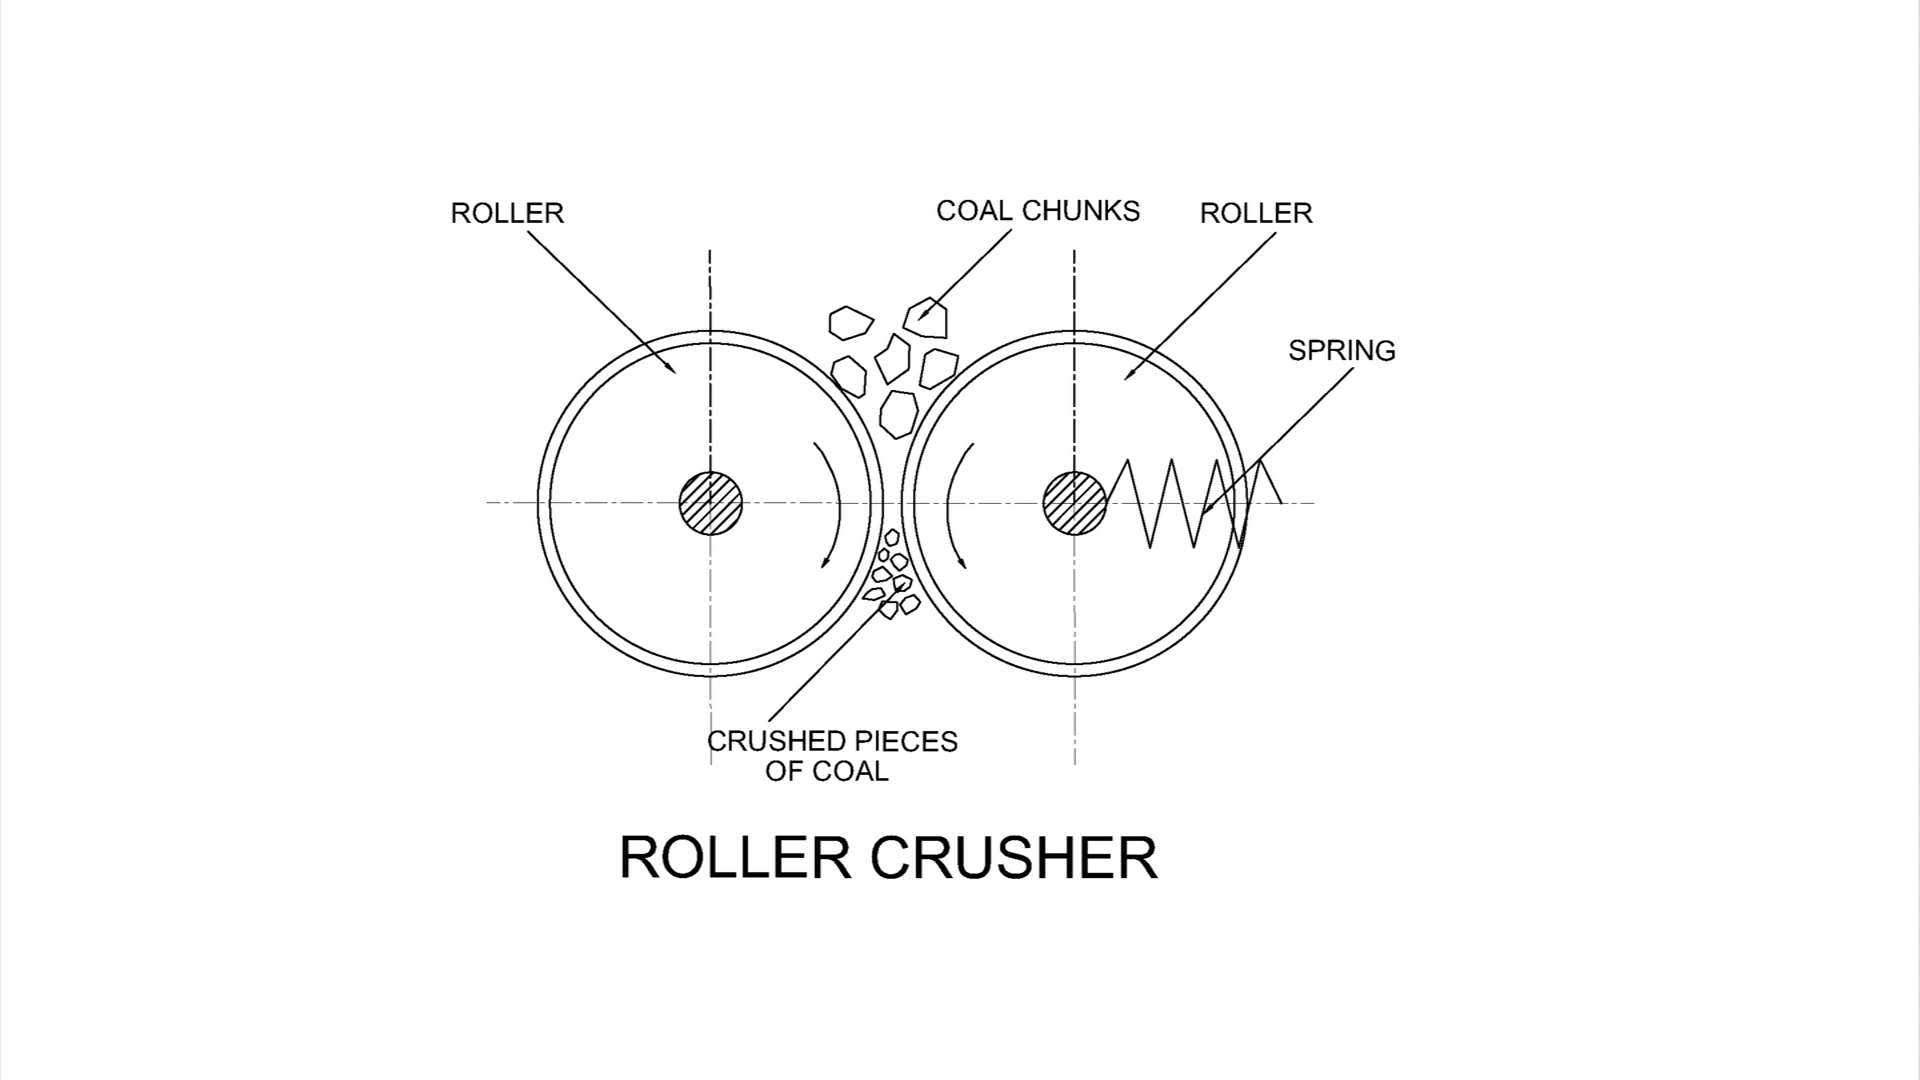 ROLLER
COAL CHUNKS
ROLLER
SPRING
CRUSHED PIECES
OF COAL
ROLLER CRUSHER